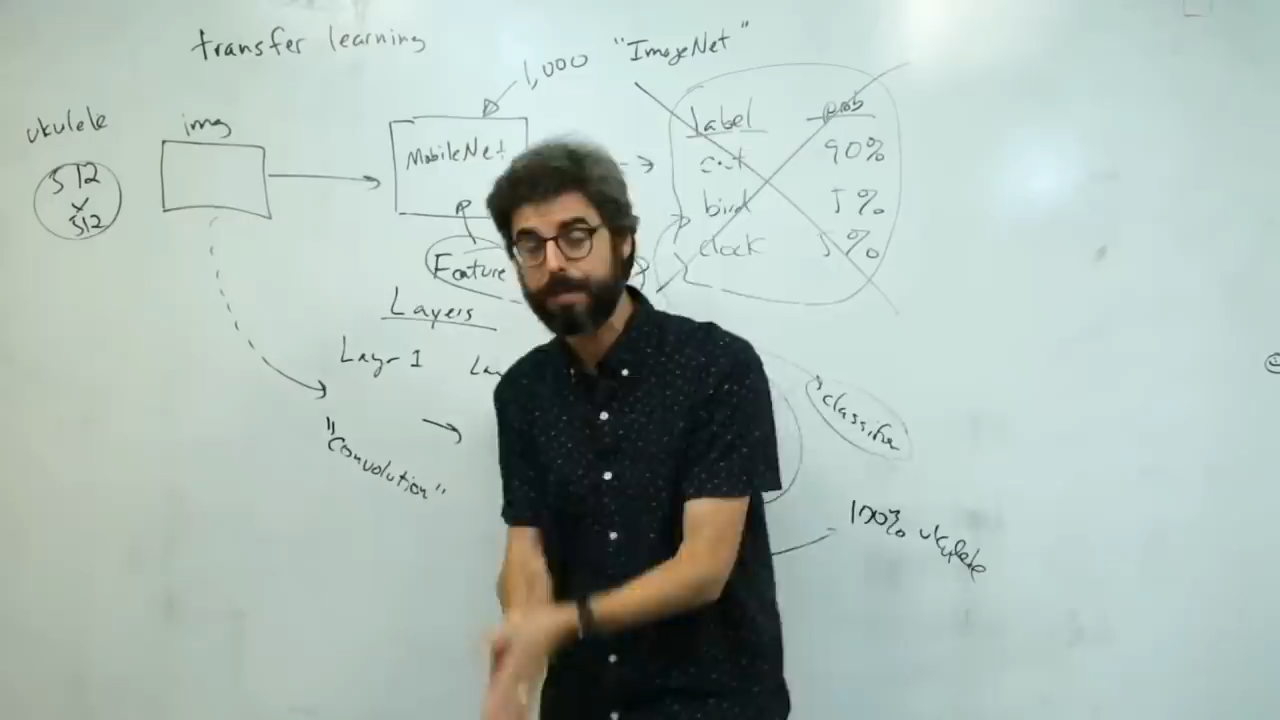 transfer learning
1,000 "ImageNet"
ukulele
img
512
x
512
MobileNet
label prob
cat 90%
bird 5%
clock 5%
Feature
Layers
Layr 1
"Convolution"
classifier
100% ukulele